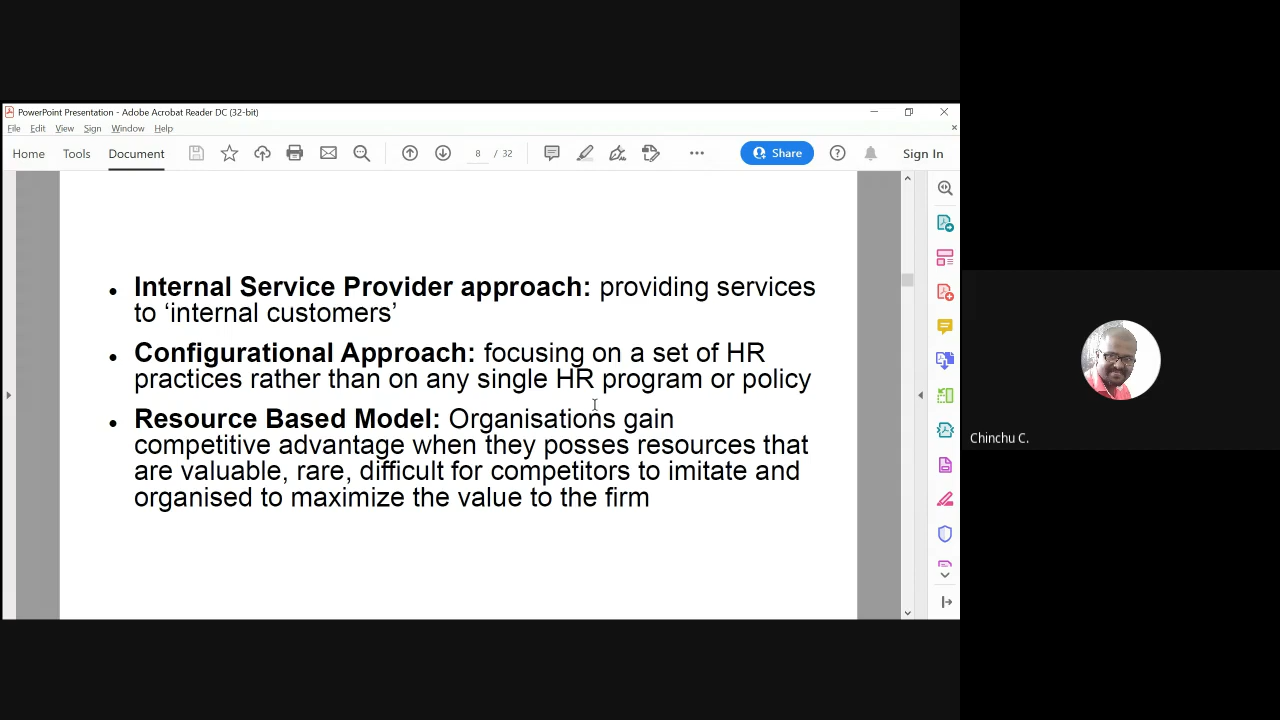 PowerPoint Presentation - Adobe Acrobat Reader DC (32-bit)
File Edit View Sign Window Help
Home Tools Document 8 / 32 Share Sign In
• Internal Service Provider approach: providing services
to ‘internal customers’
• Configurational Approach: focusing on a set of HR
practices rather than on any single HR program or policy
• Resource Based Model: Organisations gain
competitive advantage when they posses resources that
are valuable, rare, difficult for competitors to imitate and
organised to maximize the value to the firm
Chinchu C.